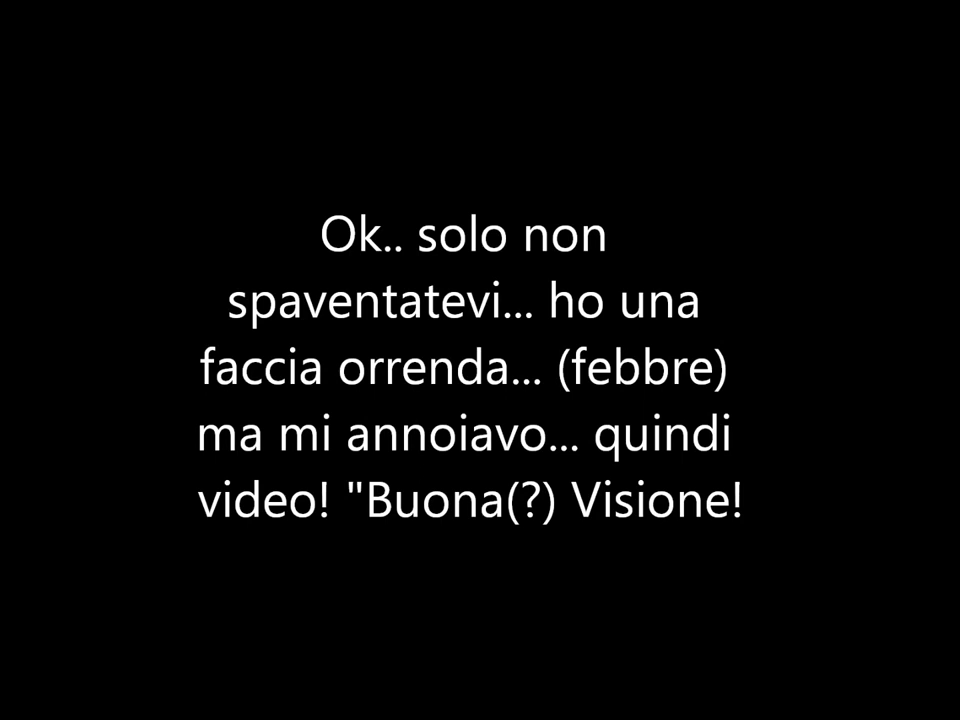 Ok.. solo non
spaventatevi... ho una
faccia orrenda... (febbre)
ma mi annoiavo... quindi
video! "Buona(?) Visione!